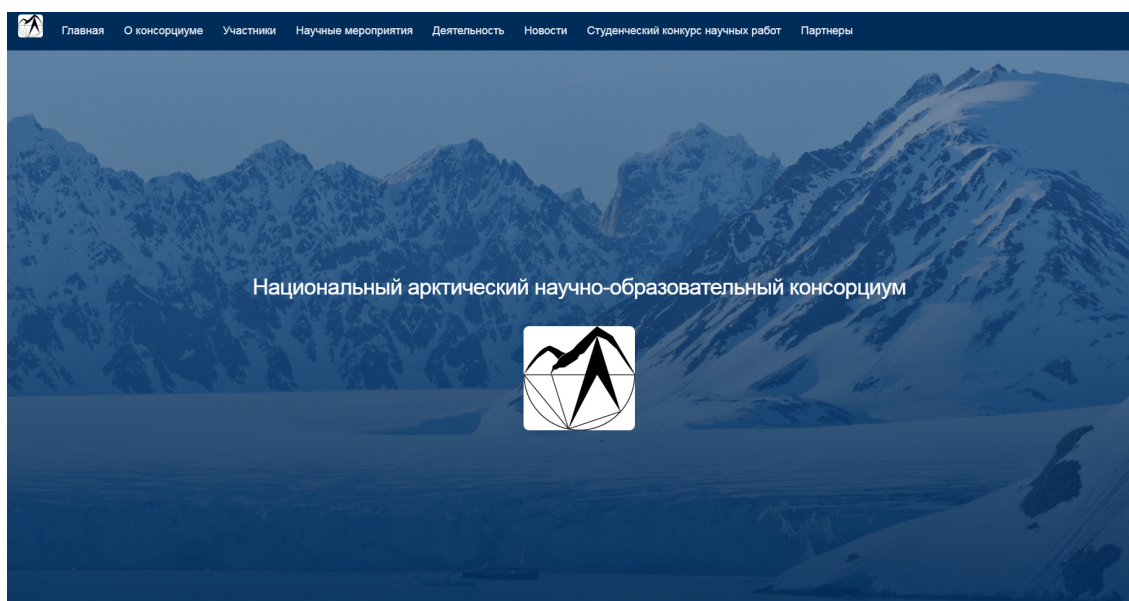 Главная О консорциуме Участники Научные мероприятия Деятельность Новости Студенческий конкурс научных работ Партнеры
Национальный арктический научно-образовательный консорциум